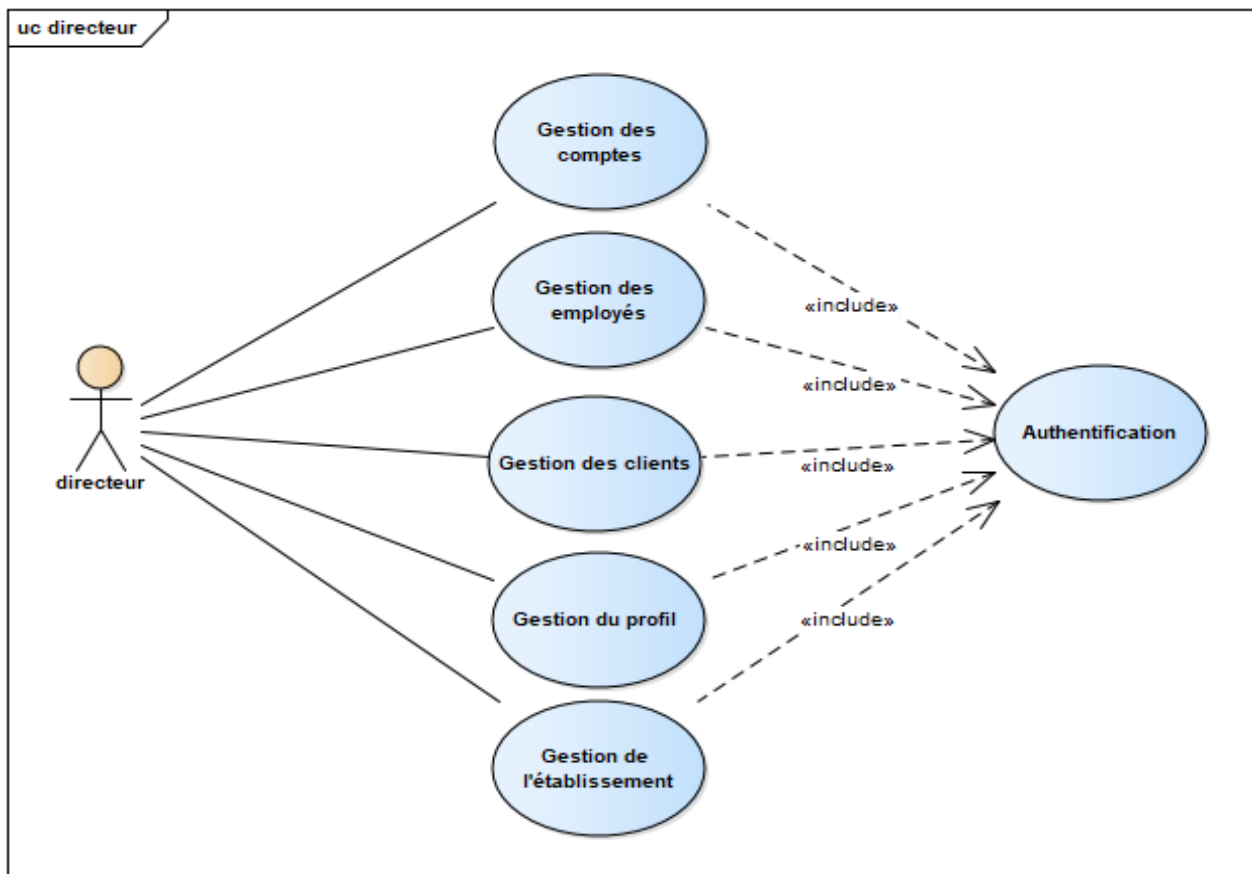 uc directeur
Gestion des
comptes
Gestion des
employés
«include»
«include»
Authentification
directeur
Gestion des clients
«include»
«include»
Gestion du profil
«include»
Gestion de
l'établissement